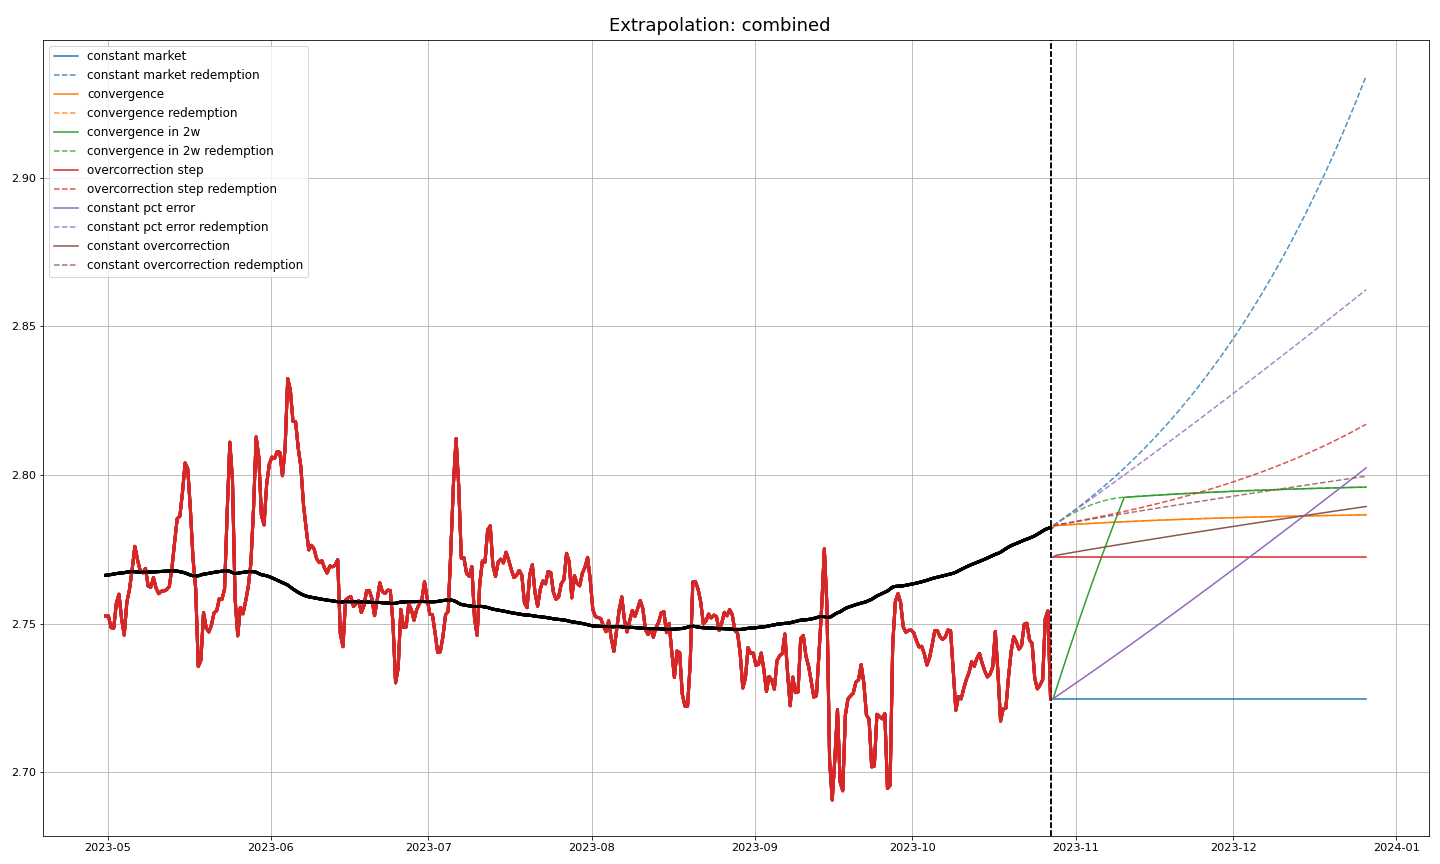 Extrapolation: combined
constant market
constant market redemption
convergence
convergence redemption
convergence in 2w
convergence in 2w redemption
overcorrection step
overcorrection step redemption
constant pct error
constant pct error redemption
constant overcorrection
constant overcorrection redemption
2.90
2.85
2.80
2.75
2.70
2023-05 2023-06 2023-07 2023-08 2023-09 2023-10 2023-11 2023-12 2024-01